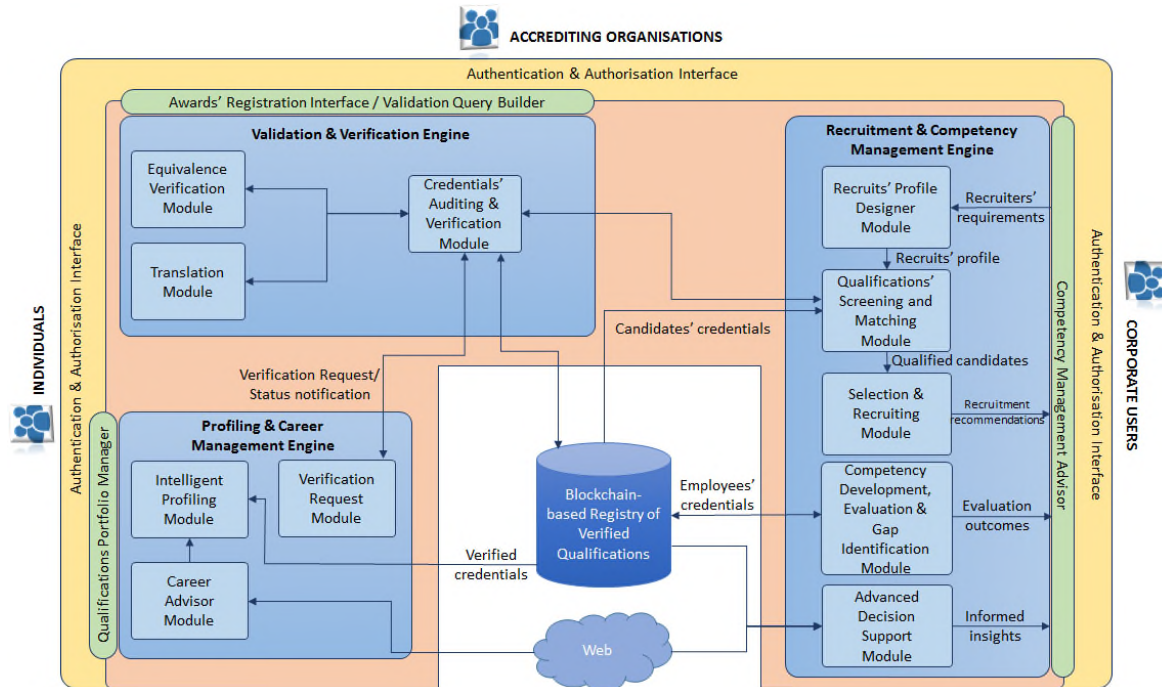 ACCREDITING ORGANISATIONS
Authentication & Authorisation Interface
Awards' Registration Interface / Validation Query Builder
Validation & Verification Engine
Equivalence
Verification
Module
Translation
Module
Credentials'
Auditing &
Verification
Module
Recruitment & Competency
Management Engine
Recruits' Profile
Designer
Module
Recruiters'
requirements
Recruits' profile
Qualifications'
Screening and
Matching
Module
Candidates' credentials
Qualified candidates
Selection &
Recruiting
Module
Recruitment
recommendations
Competency
Development,
Evaluation &
Gap
Identification
Module
Employees'
credentials
Evaluation
outcomes
Advanced
Decision
Support
Module
Informed
insights
Competency Management Advisor
Authentication & Authorisation Interface
CORPORATE USERS
INDIVIDUALS
Authentication & Authorisation Interface
Qualifications Portfolio Manager
Verification Request/
Status notification
Profiling & Career
Management Engine
Intelligent
Profiling
Module
Verification
Request
Module
Career
Advisor
Module
Verified
credentials
Blockchain-
based Registry of
Verified
Qualifications
Web